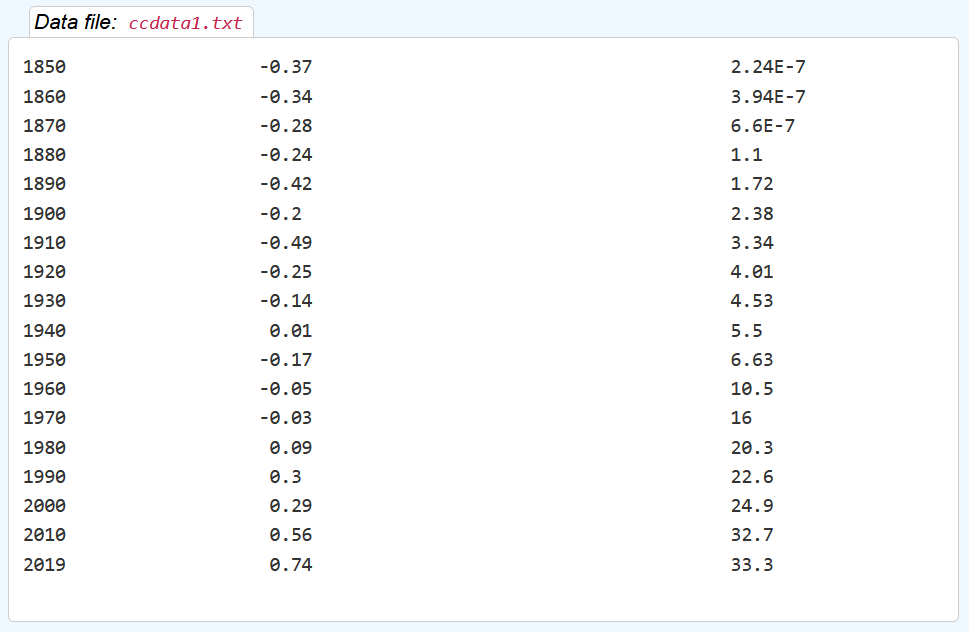 Data file: ccdata1.txt
1850 -0.37 2.24E-7
1860 -0.34 3.94E-7
1870 -0.28 6.6E-7
1880 -0.24 1.1
1890 -0.42 1.72
1900 -0.2 2.38
1910 -0.49 3.34
1920 -0.25 4.01
1930 -0.14 4.53
1940 0.01 5.5
1950 -0.17 6.63
1960 -0.05 10.5
1970 -0.03 16
1980 0.09 20.3
1990 0.3 22.6
2000 0.29 24.9
2010 0.56 32.7
2019 0.74 33.3